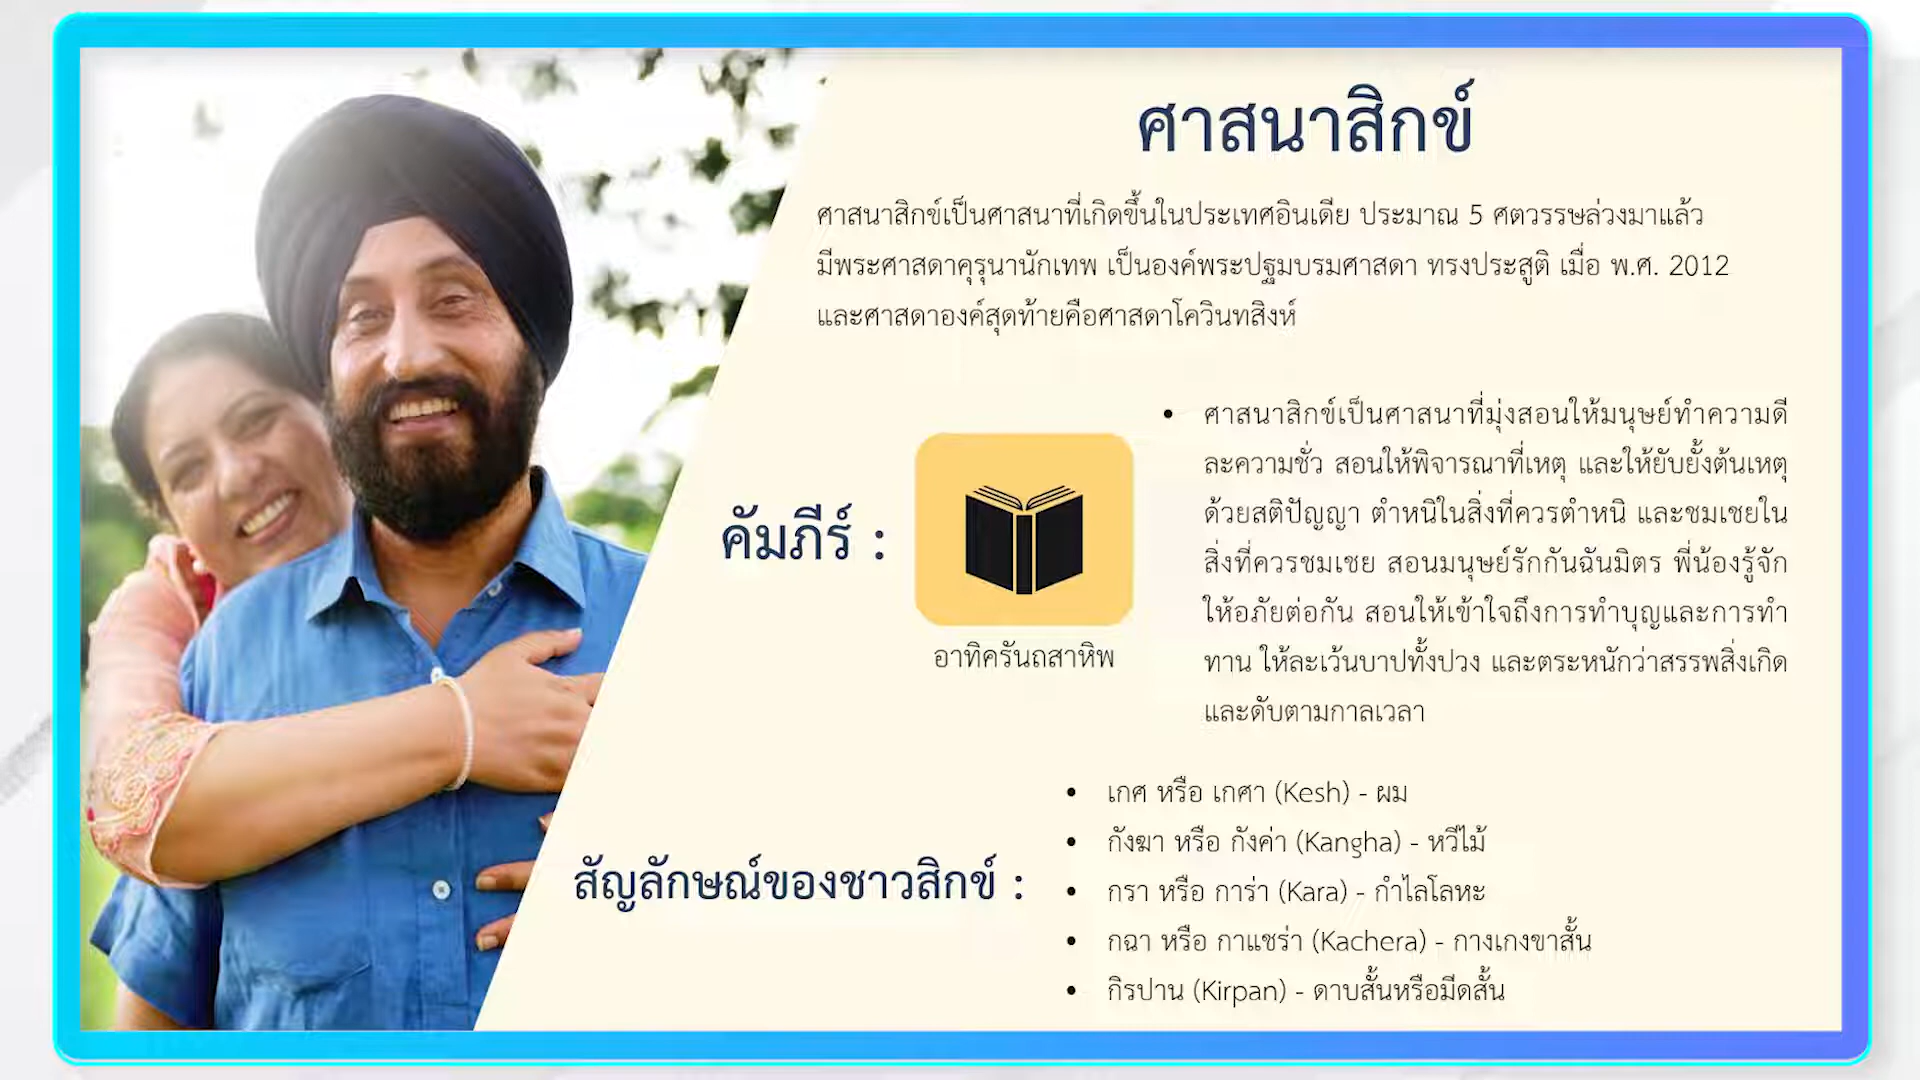 ศาสนาสิกข์
ศาสนาสิกข์เป็นศาสนาที่เกิดขึ้นในประเทศอินเดีย ประมาณ 5 ศตวรรษล่วงมาแล้ว
มีพระศาสดาคุรุนานักเทพ เป็นองค์พระปฐมบรมศาสดา ทรงประสูติ เมื่อ พ.ศ. 2012
และศาสดาองค์สุดท้ายคือศาสดาโควินทสิงห์
คัมภีร์ :
อาทิครันถสาหิพ
• ศาสนาสิกข์เป็นศาสนาที่มุ่งสอนให้มนุษย์ทำความดี
ละความชั่ว สอนให้พิจารณาที่เหตุ และให้ยับยั้งต้นเหตุ
ด้วยสติปัญญา ตำหนิในสิ่งที่ควรตำหนิ และชมเชยใน
สิ่งที่ควรชมเชย สอนมนุษย์รักกันฉันมิตร พี่น้องรู้จัก
ให้อภัยต่อกัน สอนให้เข้าใจถึงการทำบุญและการทำ
ทาน ให้ละเว้นบาปทั้งปวง และตระหนักว่าสรรพสิ่งเกิด
และดับตามกาลเวลา
สัญลักษณ์ของชาวสิกข์ :
• เกศ หรือ เกศา (Kesh) - ผม
• กังฆา หรือ กังค่า (Kangha) - หวีไม้
• กรา หรือ การ่า (Kara) - กำไลโลหะ
• กฉา หรือ กาแชร่า (Kachera) - กางเกงขาสั้น
• กิรปาน (Kirpan) - ดาบสั้นหรือมีดสั้น